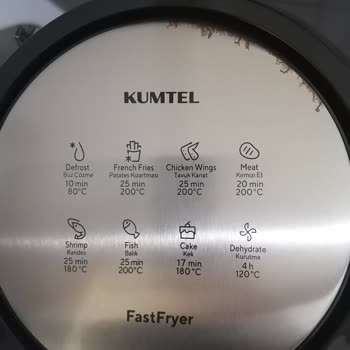 KUMTEL
Defrost French Fries Chicken Wings Meat
Buz Çözme Patates Kızartması Tavuk Kanat Kırmızı Et
10 min 25 min 25 min 20 min
80°C 200°C 200°C 200°C
Shrimp Fish Cake Dehydrate
Karides Balık Kek Kurutma
25 min 25 min 17 min 4 h
180°C 200°C 180°C 120°C
FastFryer